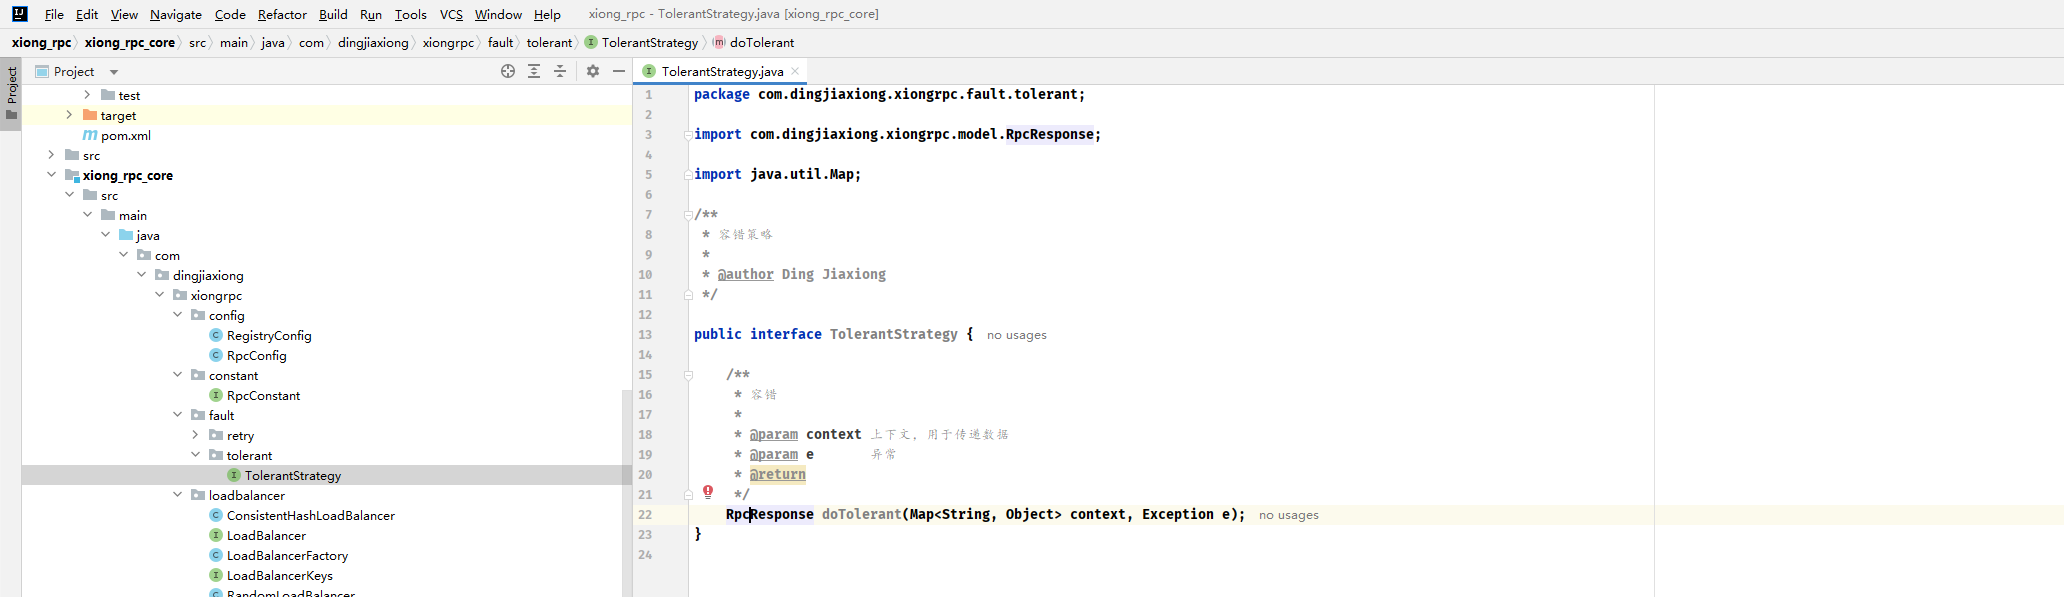 File Edit View Navigate Code Refactor Build Run Tools VCS Window Help xiong_rpc - TolerantStrategy.java [xiong_rpc_core]
xiong_rpc xiong_rpc_core src main java com dingjiaxiong xiongrpc fault tolerant TolerantStrategy doTolerant
Project
Project
test
target
pom.xml
src
xiong_rpc_core
src
main
java
com
dingjiaxiong
xiongrpc
config
RegistryConfig
RpcConfig
constant
RpcConstant
fault
retry
tolerant
TolerantStrategy
loadbalancer
ConsistentHashLoadBalancer
LoadBalancer
LoadBalancerFactory
LoadBalancerKeys
RandomLoadBalancer
TolerantStrategy.java
1 package com.dingjiaxiong.xiongrpc.fault.tolerant;
2
3 import com.dingjiaxiong.xiongrpc.model.RpcResponse;
4
5 import java.util.Map;
6
7 /**
8 * 容错策略
9 *
10 * @author Ding Jiaxiong
11 */
12
13 public interface TolerantStrategy { no usages
14
15 /**
16 * 容错
17 *
18 * @param context 上下文, 用于传递数据
19 * @param e 异常
20 * @return
21 */
22 RpcResponse doTolerant(Map<String, Object> context, Exception e); no usages
23 }
24